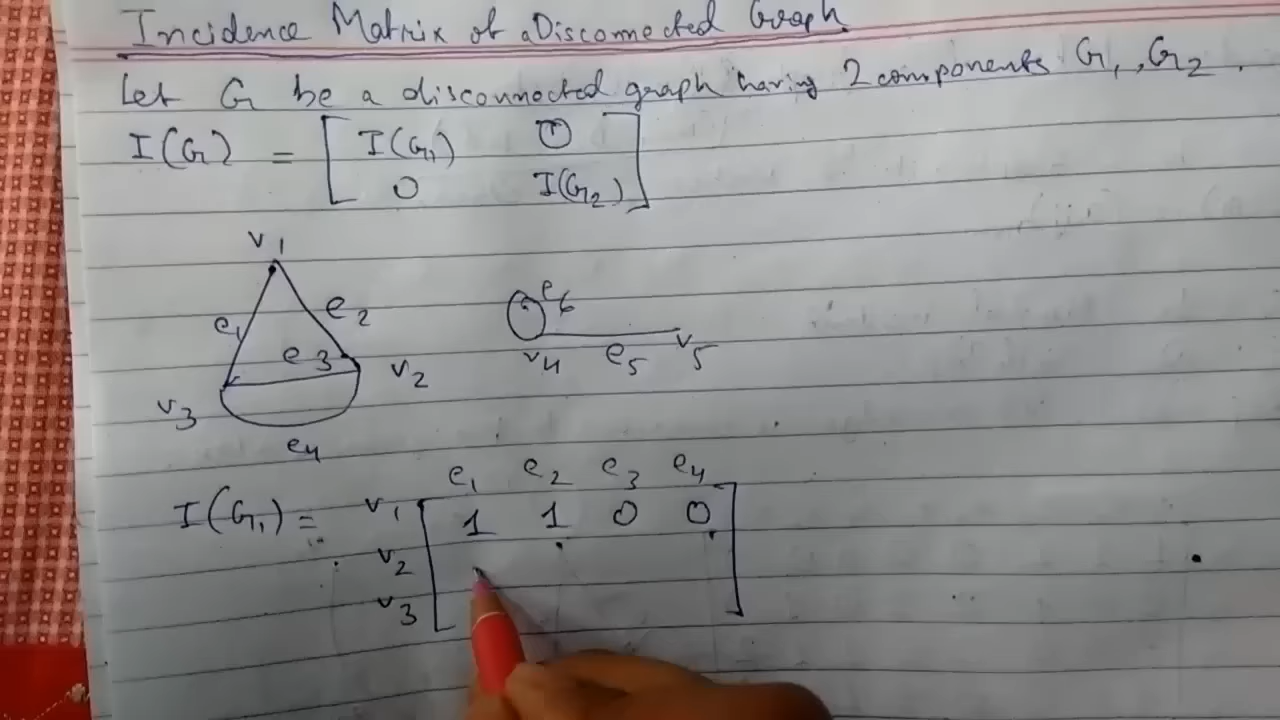 Incidence Matrix of a Disconnected Graph
Let G be a disconnected graph having 2 components G1, G2.
I(G) = [ I(G1) 0
0 I(G2) ]
v1
e1 e2
e3
v2
v3
e4
e6
v4 e5 v5
e1 e2 e3 e4
I(G1) = v1 [ 1 1 0 0 ]
v2
v3